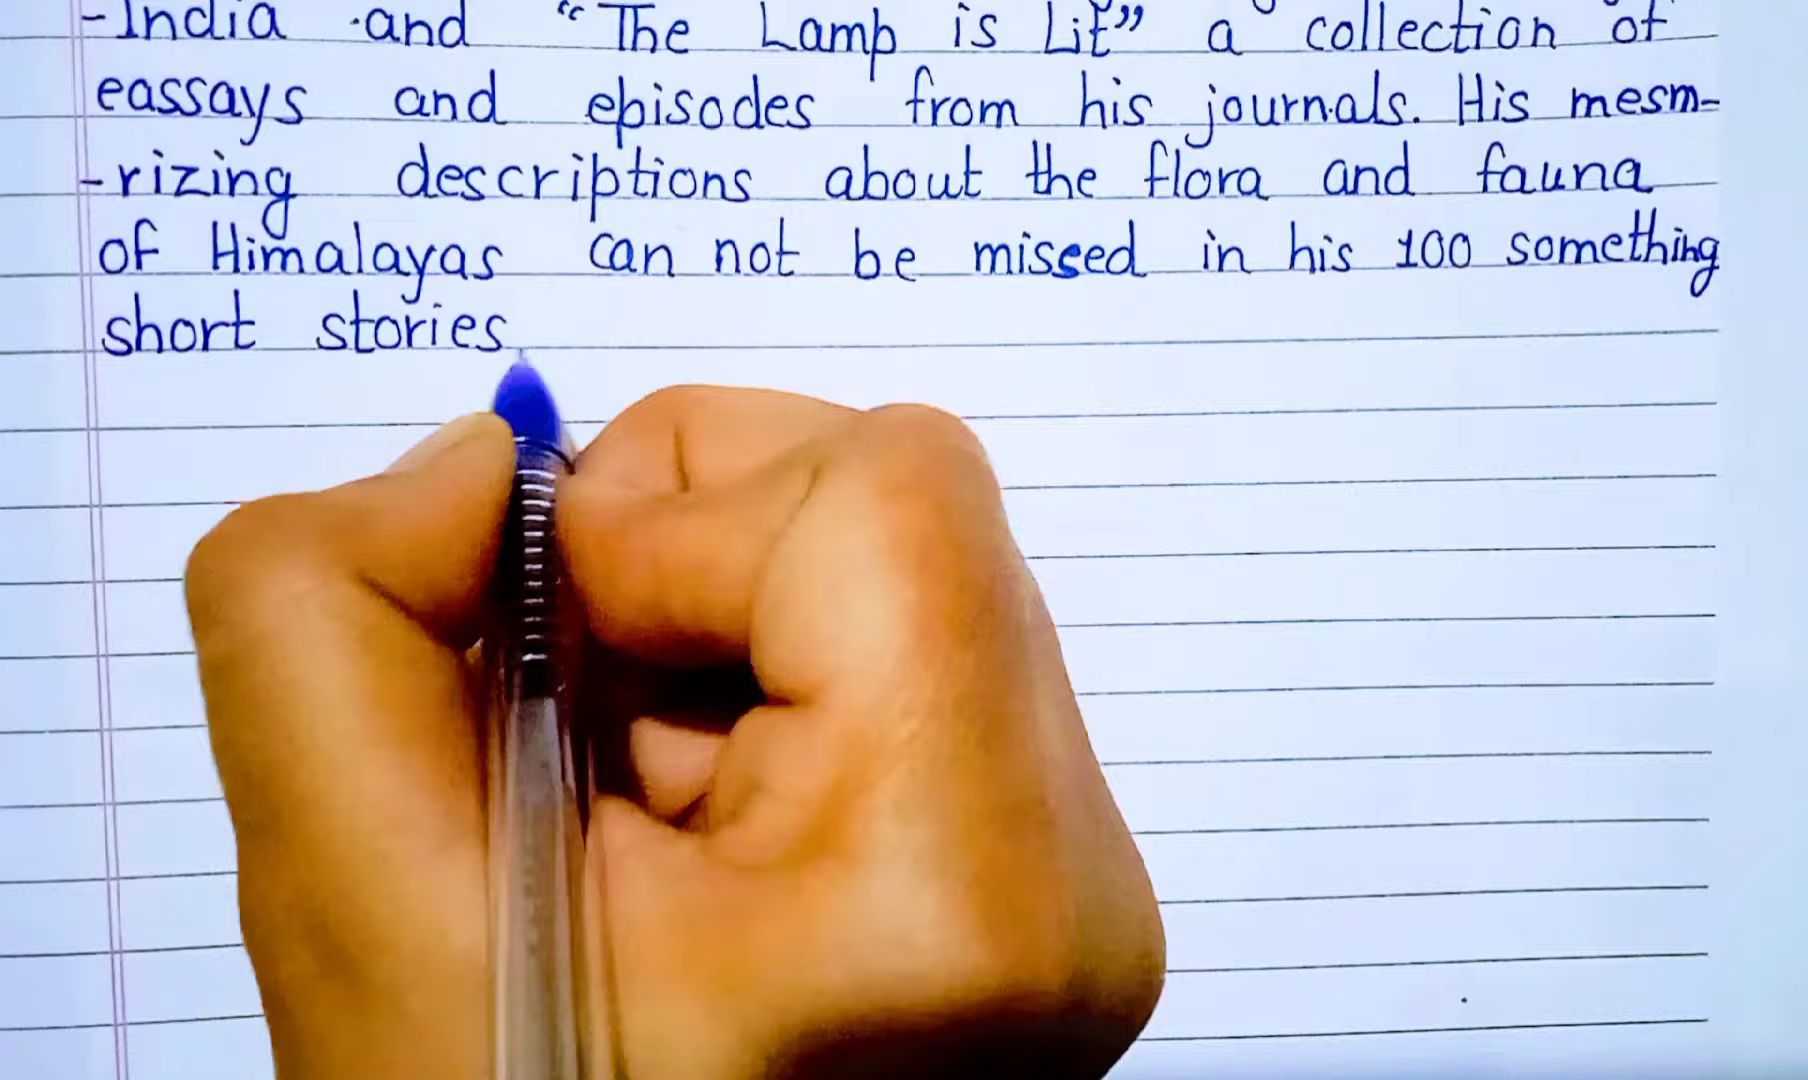 -India and “The Lamp is Lit” a collection of
eassays and episodes from his journals. His mesm-
-rizing descriptions about the flora and fauna
of Himalayas can not be missed in his 100 something
short stories.